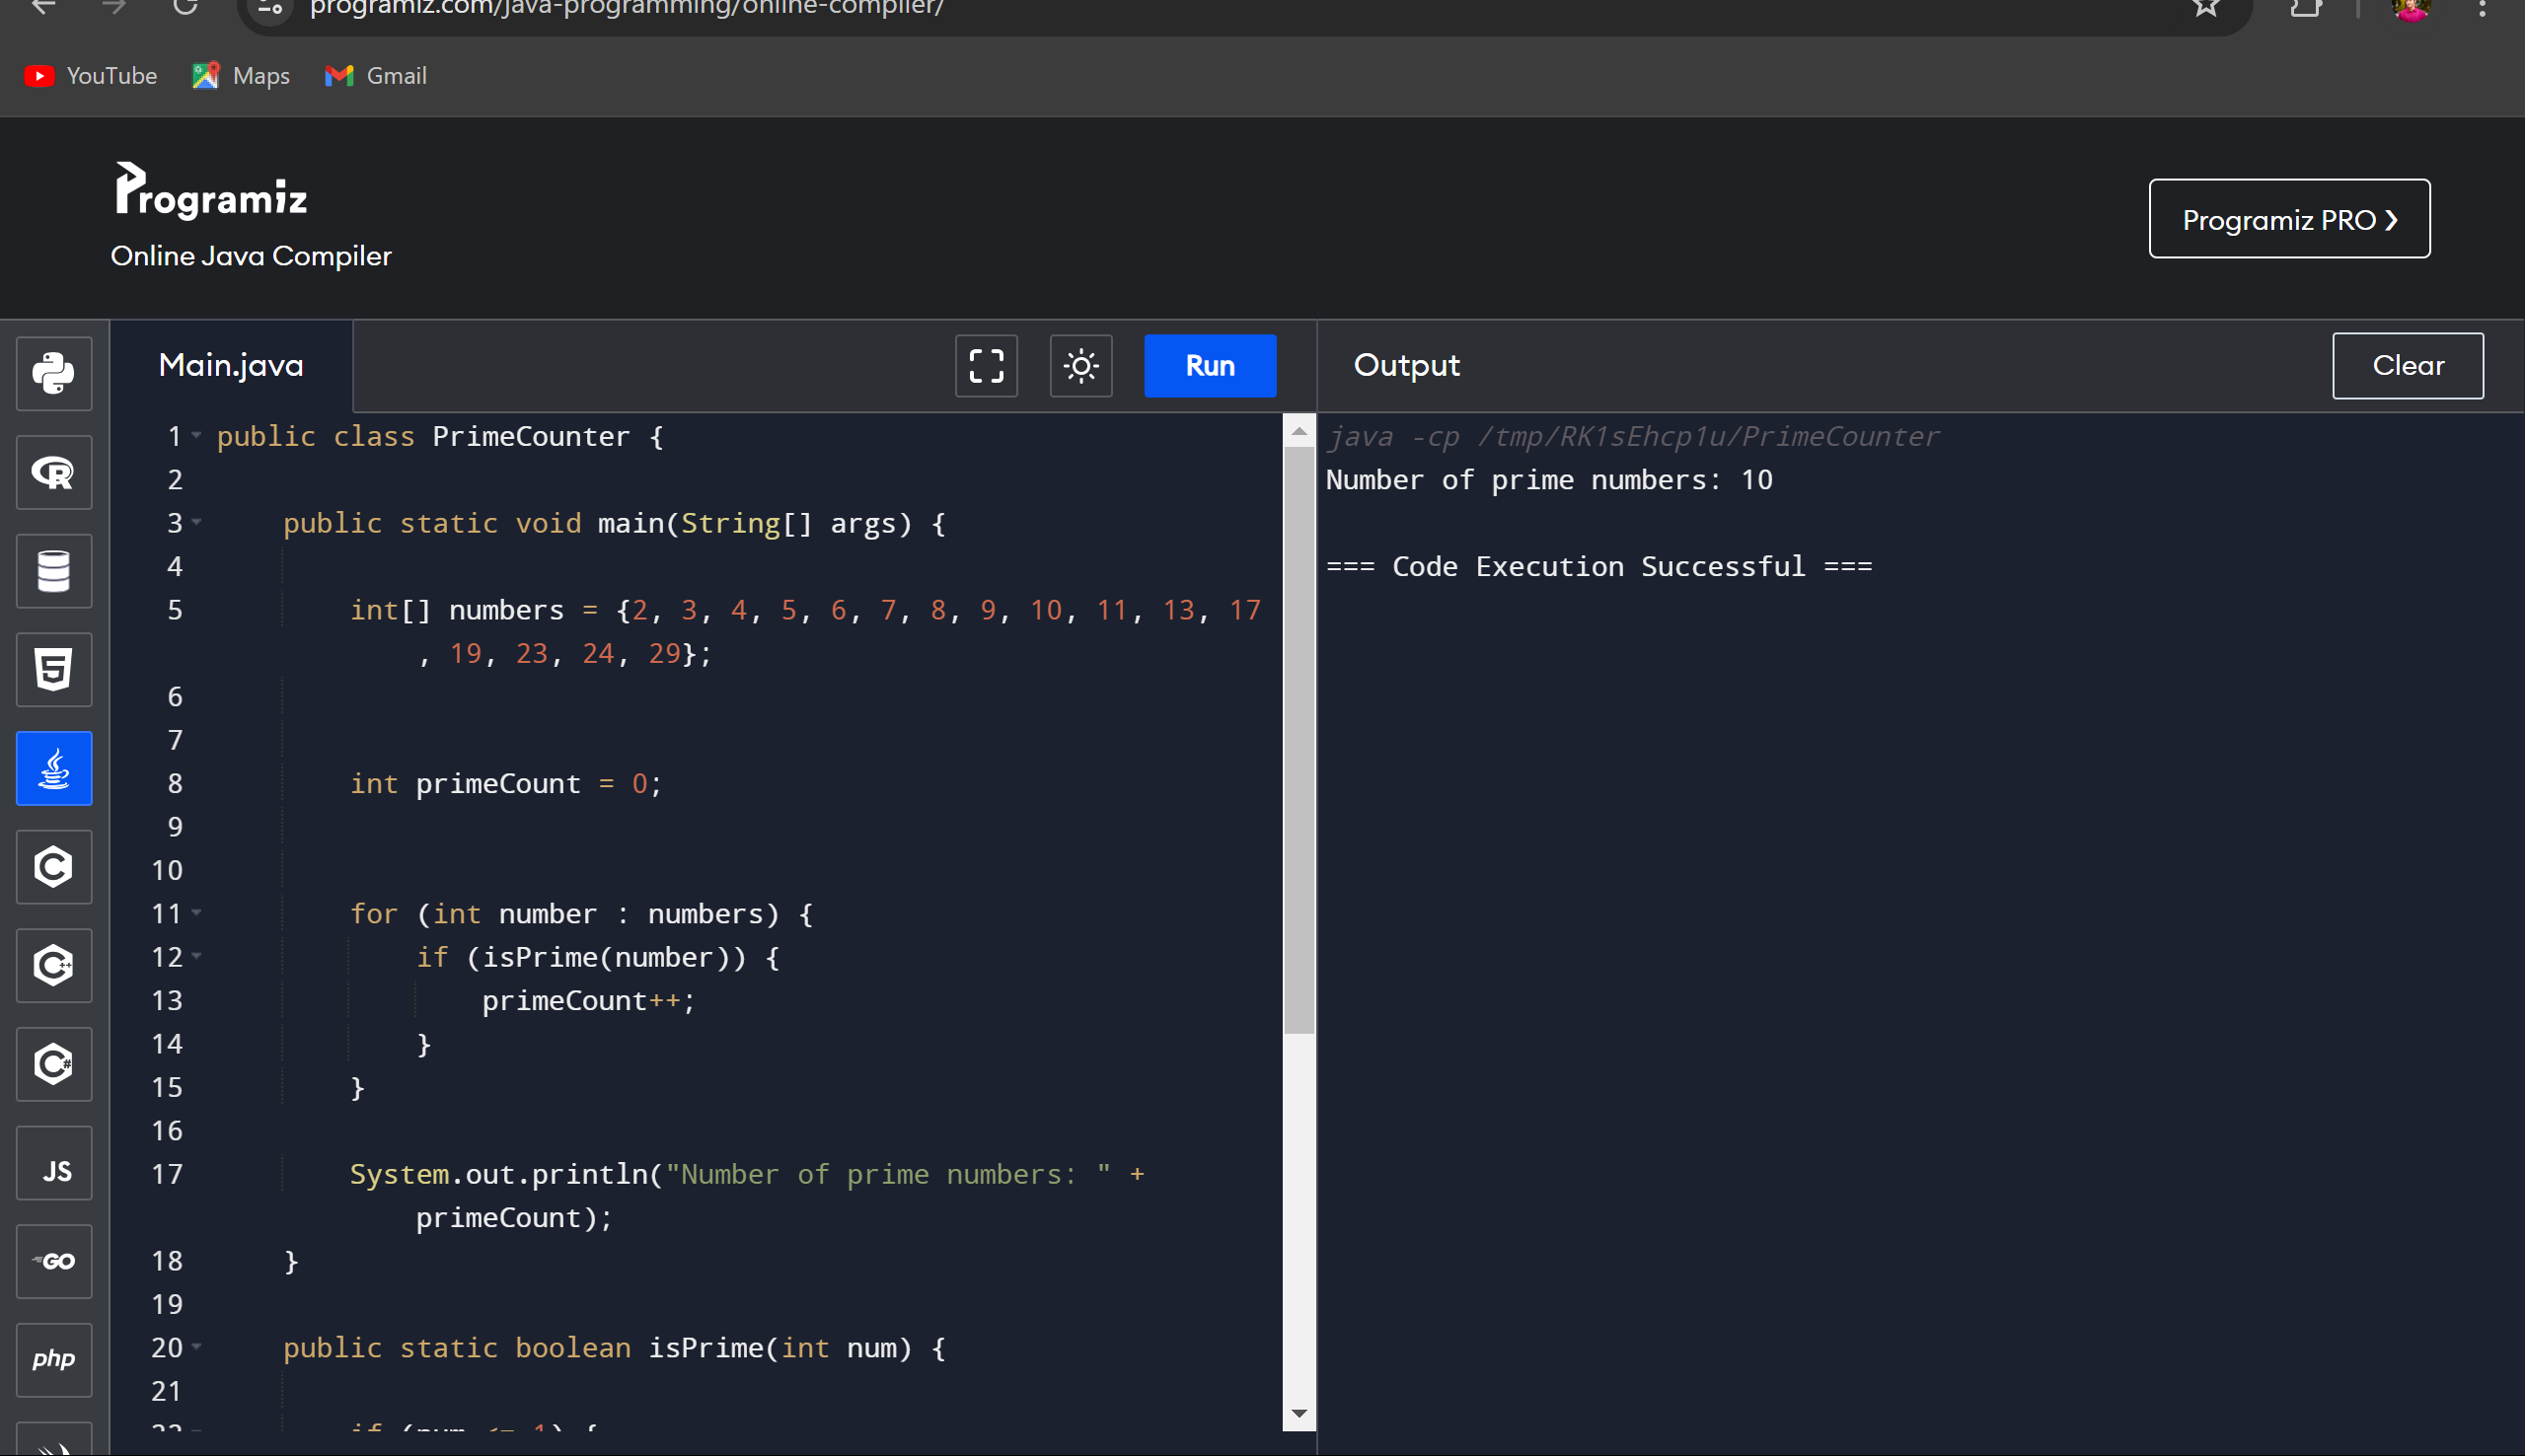 programiz.com/java-programming/online-compiler/
YouTube Maps Gmail
Programiz
Online Java Compiler
Programiz PRO ❯
Main.java
Run
Output
Clear
1 public class PrimeCounter {
2
3 public static void main(String[] args) {
4
5 int[] numbers = {2, 3, 4, 5, 6, 7, 8, 9, 10, 11, 13, 17
, 19, 23, 24, 29};
6
7
8 int primeCount = 0;
9
10
11 for (int number : numbers) {
12 if (isPrime(number)) {
13 primeCount++;
14 }
15 }
16
17 System.out.println("Number of prime numbers: " +
primeCount);
18 }
19
20 public static boolean isPrime(int num) {
21
22 if (num <= 1) {
java -cp /tmp/RK1sEhcp1u/PrimeCounter
Number of prime numbers: 10
=== Code Execution Successful ===
R
5
C
C++
C#
JS
GO
php